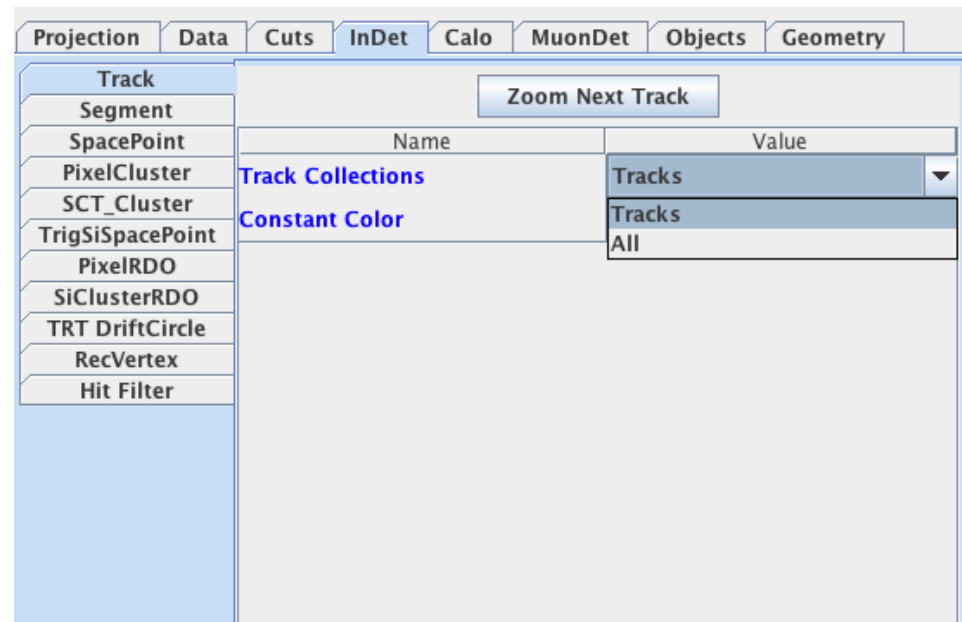 Projection Data Cuts InDet Calo MuonDet Objects Geometry
Track
Segment
SpacePoint
PixelCluster
SCT_Cluster
TrigSiSpacePoint
PixelRDO
SiClusterRDO
TRT DriftCircle
RecVertex
Hit Filter
Zoom Next Track
Name Value
Track Collections Tracks
Constant Color
Tracks
All